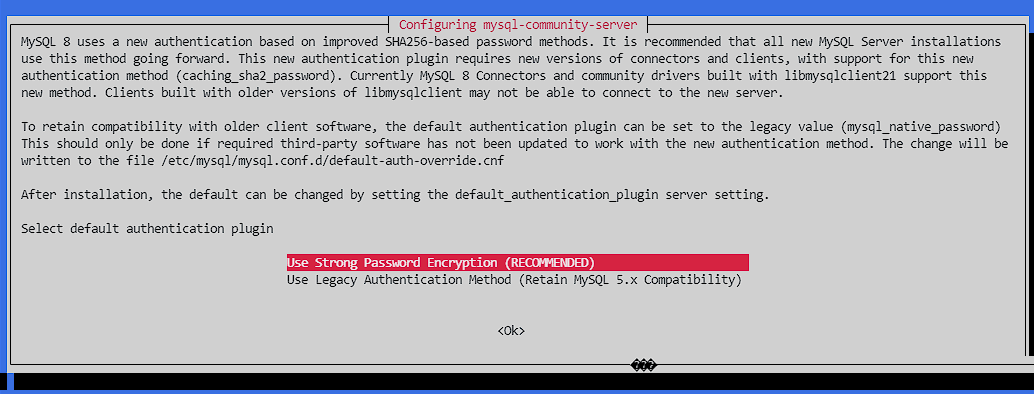 Configuring mysql-community-server
MySQL 8 uses a new authentication based on improved SHA256-based password methods. It is recommended that all new MySQL Server installations
use this method going forward. This new authentication plugin requires new versions of connectors and clients, with support for this new
authentication method (caching_sha2_password). Currently MySQL 8 Connectors and community drivers built with libmysqlclient21 support this
new method. Clients built with older versions of libmysqlclient may not be able to connect to the new server.
To retain compatibility with older client software, the default authentication plugin can be set to the legacy value (mysql_native_password)
This should only be done if required third-party software has not been updated to work with the new authentication method. The change will be
written to the file /etc/mysql/mysql.conf.d/default-auth-override.cnf
After installation, the default can be changed by setting the default_authentication_plugin server setting.
Select default authentication plugin
Use Strong Password Encryption (RECOMMENDED)
Use Legacy Authentication Method (Retain MySQL 5.x Compatibility)
<Ok>
���